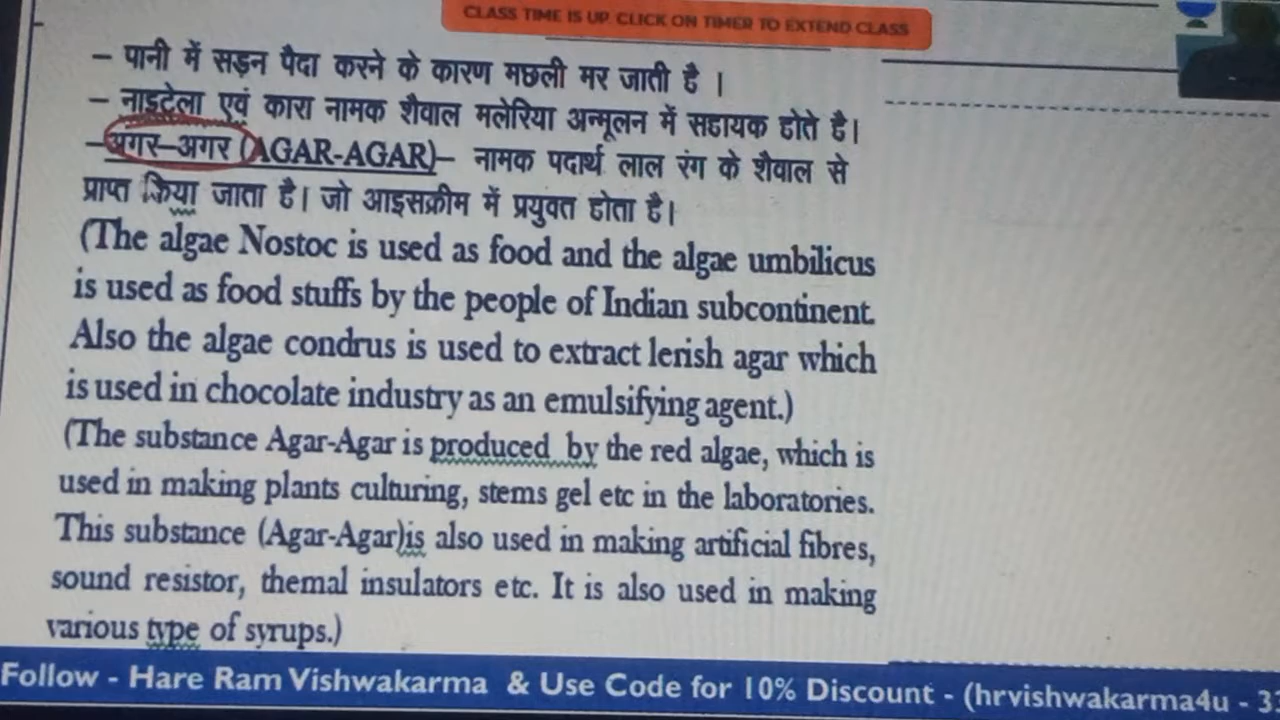 CLASS TIME IS UP. CLICK ON TIMER TO EXTEND CLASS
– पानी में सड़न पैदा करने के कारण मछली मर जाती है ।
– नाइटेला एवं कारा नामक शैवाल मलेरिया अन्मूलन में सहायक होते है।
–अगर–अगर (AGAR-AGAR)– नामक पदार्थ लाल रंग के शैवाल से
प्राप्त किया जाता है। जो आइसक्रीम में प्रयुक्त होता है।
(The algae Nostoc is used as food and the algae umbilicus
is used as food stuffs by the people of Indian subcontinent.
Also the algae condrus is used to extract lerish agar which
is used in chocolate industry as an emulsifying agent.)
(The substance Agar-Agar is produced by the red algae, which is
used in making plants culturing, stems gel etc in the laboratories.
This substance (Agar-Agar)is also used in making artificial fibres,
sound resistor, themal insulators etc. It is also used in making
various type of syrups.)
Follow - Hare Ram Vishwakarma & Use Code for 10% Discount - (hrvishwakarma4u -